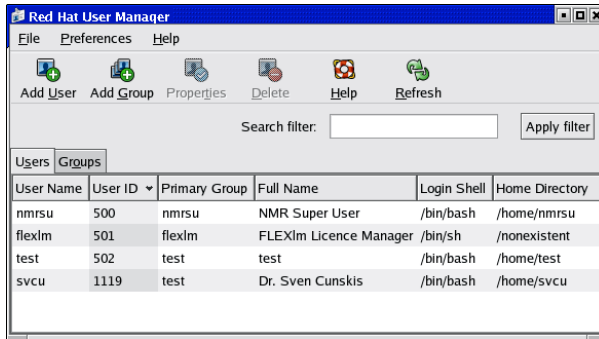 Red Hat User Manager
File Preferences Help
Add User Add Group Properties Delete Help Refresh
Search filter: Apply filter
Users Groups
User Name User ID Primary Group Full Name Login Shell Home Directory
nmrsu 500 nmrsu NMR Super User /bin/bash /home/nmrsu
flexlm 501 flexlm FLEXlm Licence Manager /bin/sh /nonexistent
test 502 test test /bin/bash /home/test
svcu 1119 test Dr. Sven Cunskis /bin/bash /home/svcu